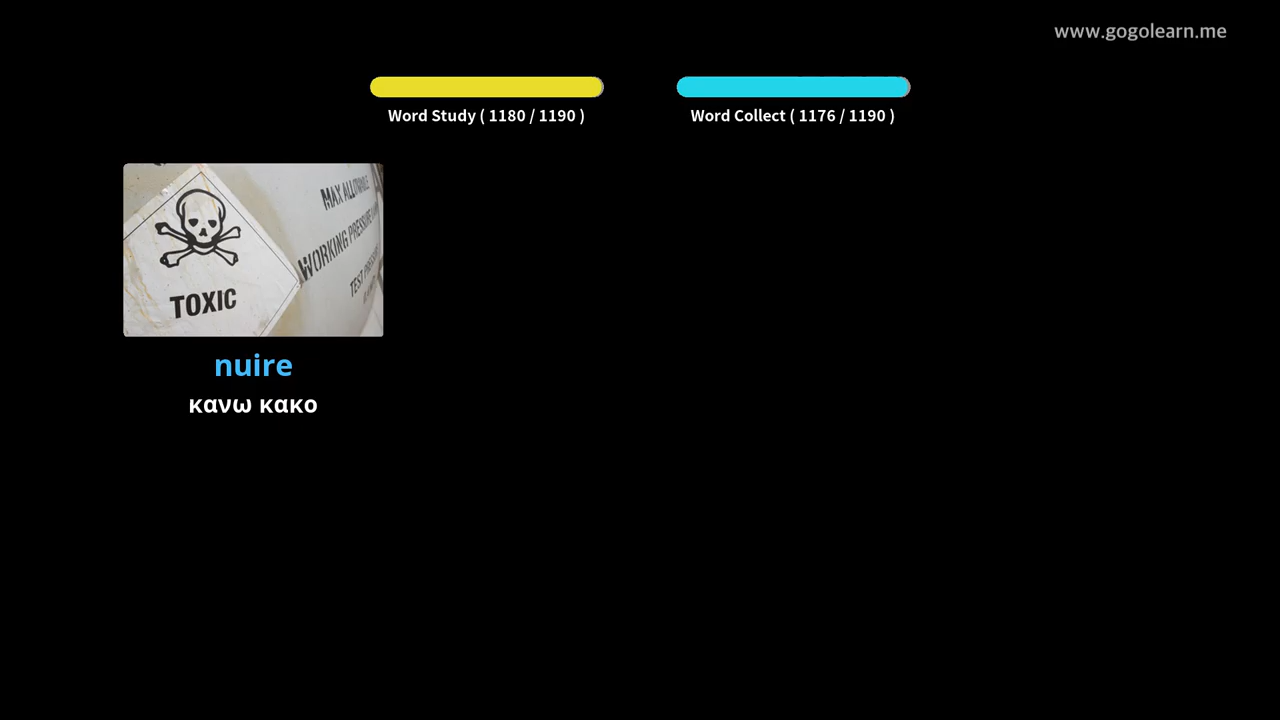 www.gogolearn.me
Word Study ( 1180 / 1190 )
Word Collect ( 1176 / 1190 )
MAX ALLOWABLE
WORKING PRESSURE
TEST
TOXIC
nuire
κανω κακο